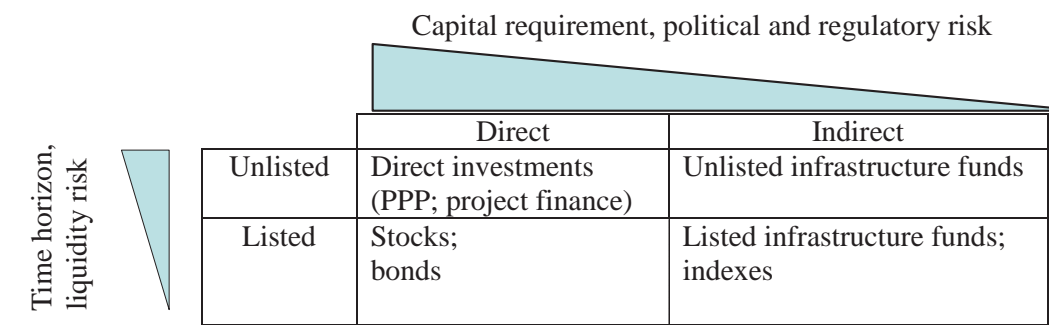 Capital requirement, political and regulatory risk
Direct Indirect
Time horizon,
liquidity risk
Unlisted Direct investments Unlisted infrastructure funds
(PPP; project finance)
Listed Stocks; Listed infrastructure funds;
bonds indexes